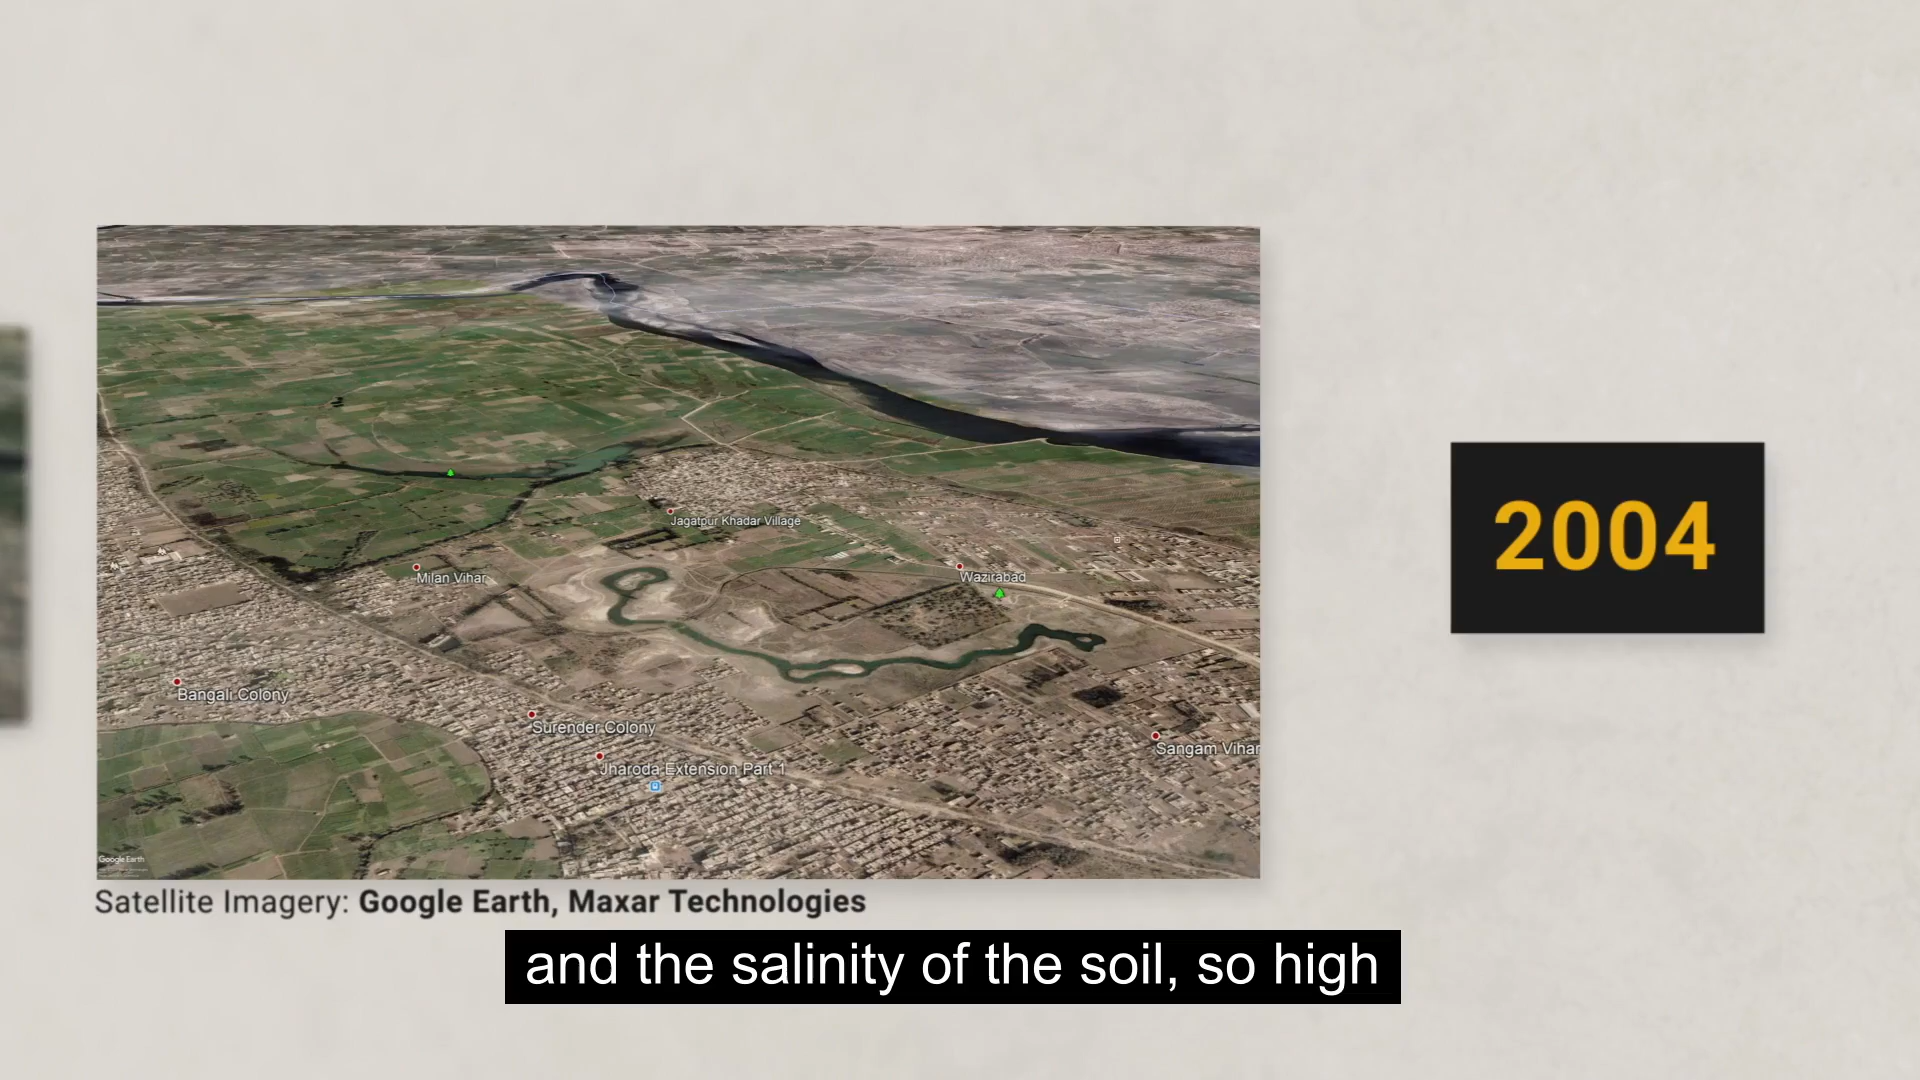 Jagatpur Khadar Village
Milan Vihar
Wazirabad
Bangali Colony
Surender Colony
Jharoda Extension Part 1
Sangam Vihar
Google Earth
2004
Satellite Imagery: Google Earth, Maxar Technologies
and the salinity of the soil, so high